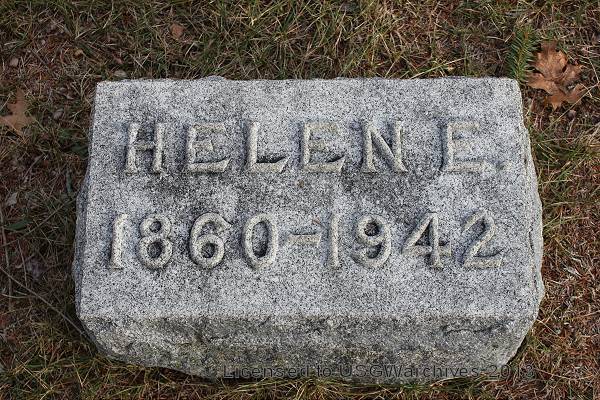 HELEN E.
1860-1942
Licensed to USGWarchives-2013